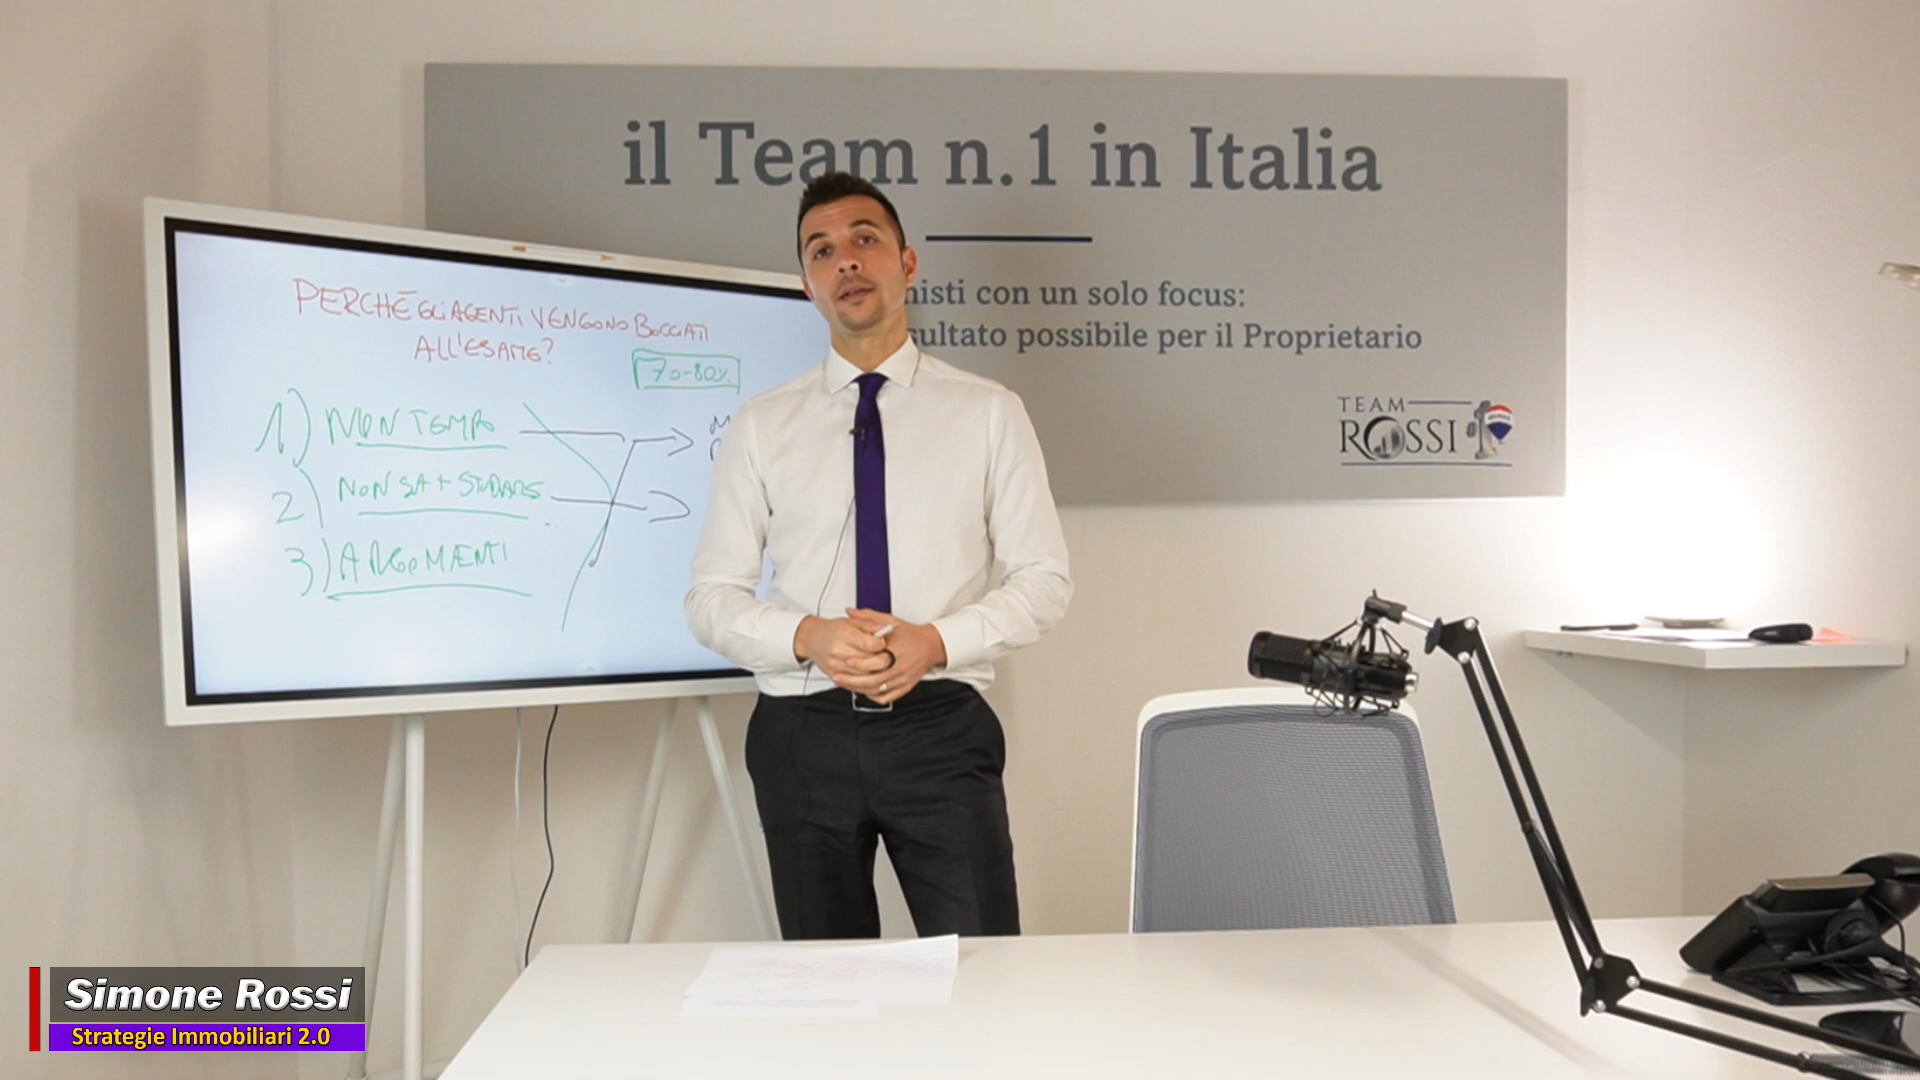 il Team n.1 in Italia
nisti con un solo focus:
sultato possibile per il Proprietario
TEAM
ROSSI
PERCHÉ GLI AGENTI VENGONO BOCCIATI
ALL'ESAME?
70-80%
1) NON TEMPO
2) NON SA + STUDIARE
3) ARGOMENTI
Simone Rossi
Strategie Immobiliari 2.0